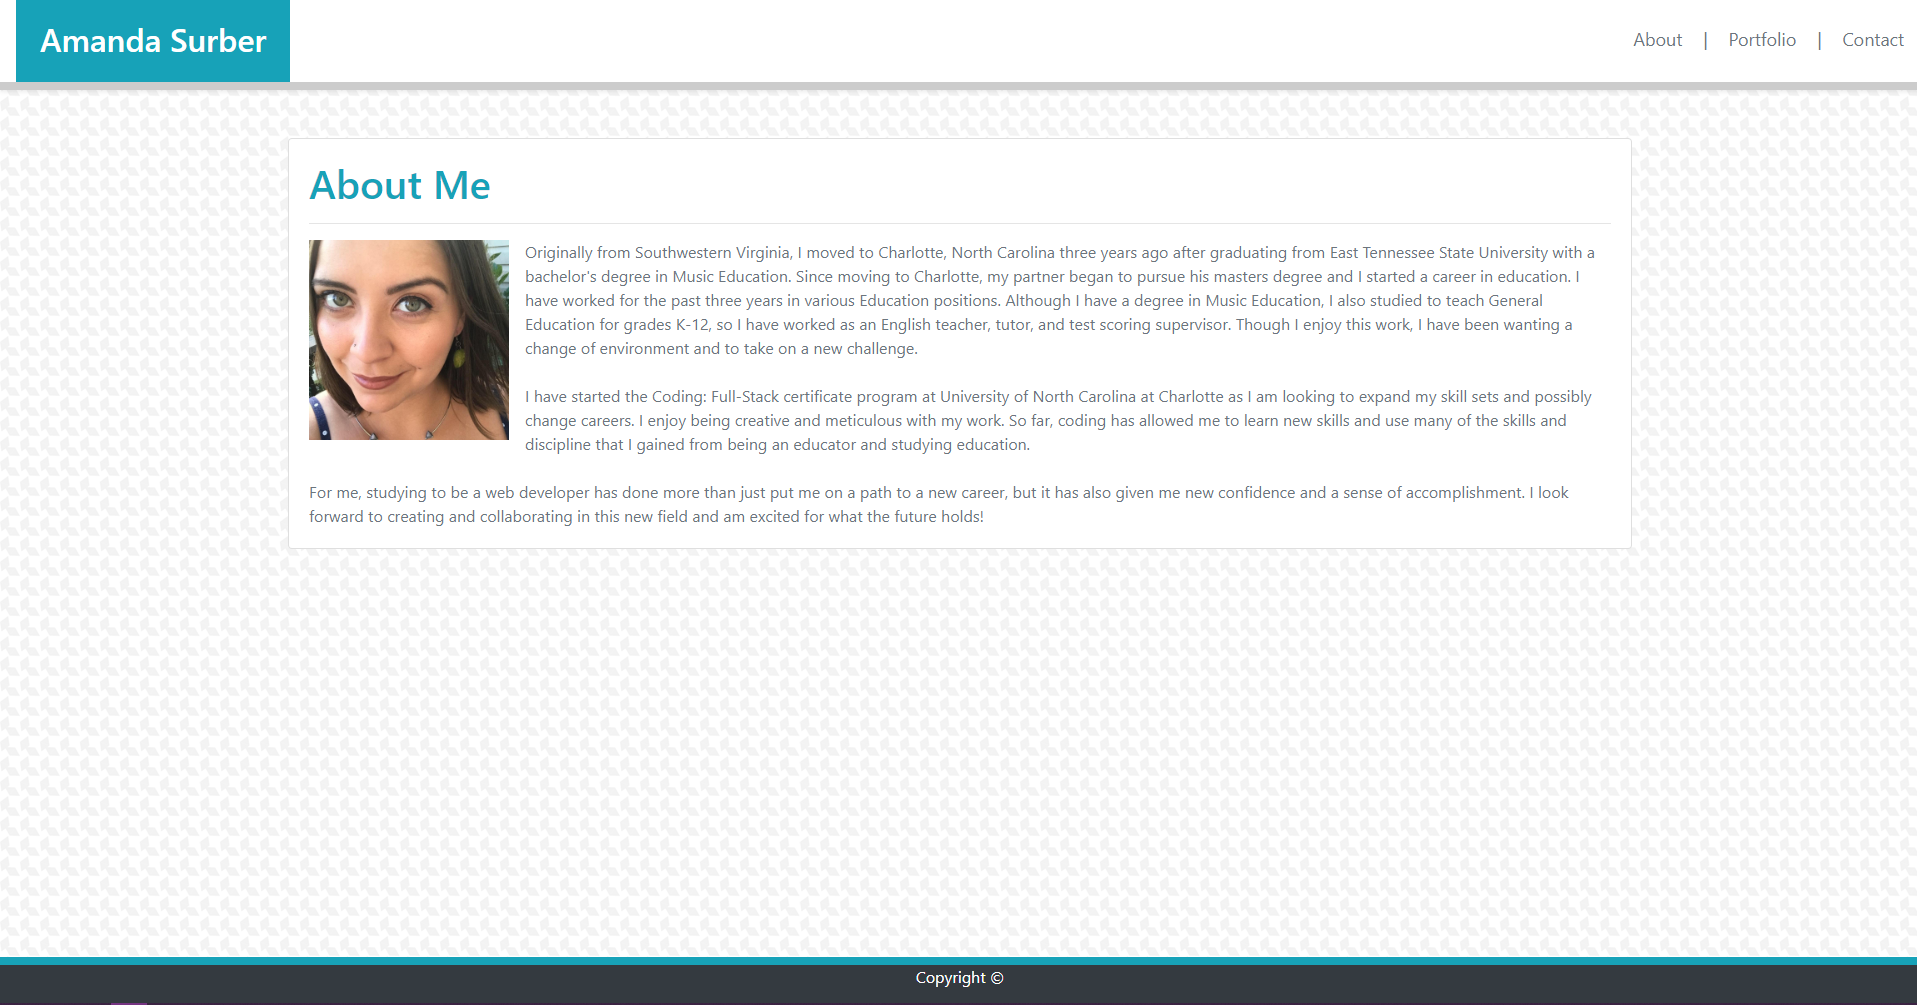 Amanda Surber
About | Portfolio | Contact
About Me
Originally from Southwestern Virginia, I moved to Charlotte, North Carolina three years ago after graduating from East Tennessee State University with a
bachelor's degree in Music Education. Since moving to Charlotte, my partner began to pursue his masters degree and I started a career in education. I
have worked for the past three years in various Education positions. Although I have a degree in Music Education, I also studied to teach General
Education for grades K-12, so I have worked as an English teacher, tutor, and test scoring supervisor. Though I enjoy this work, I have been wanting a
change of environment and to take on a new challenge.
I have started the Coding: Full-Stack certificate program at University of North Carolina at Charlotte as I am looking to expand my skill sets and possibly
change careers. I enjoy being creative and meticulous with my work. So far, coding has allowed me to learn new skills and use many of the skills and
discipline that I gained from being an educator and studying education.
For me, studying to be a web developer has done more than just put me on a path to a new career, but it has also given me new confidence and a sense of accomplishment. I look
forward to creating and collaborating in this new field and am excited for what the future holds!
Copyright ©